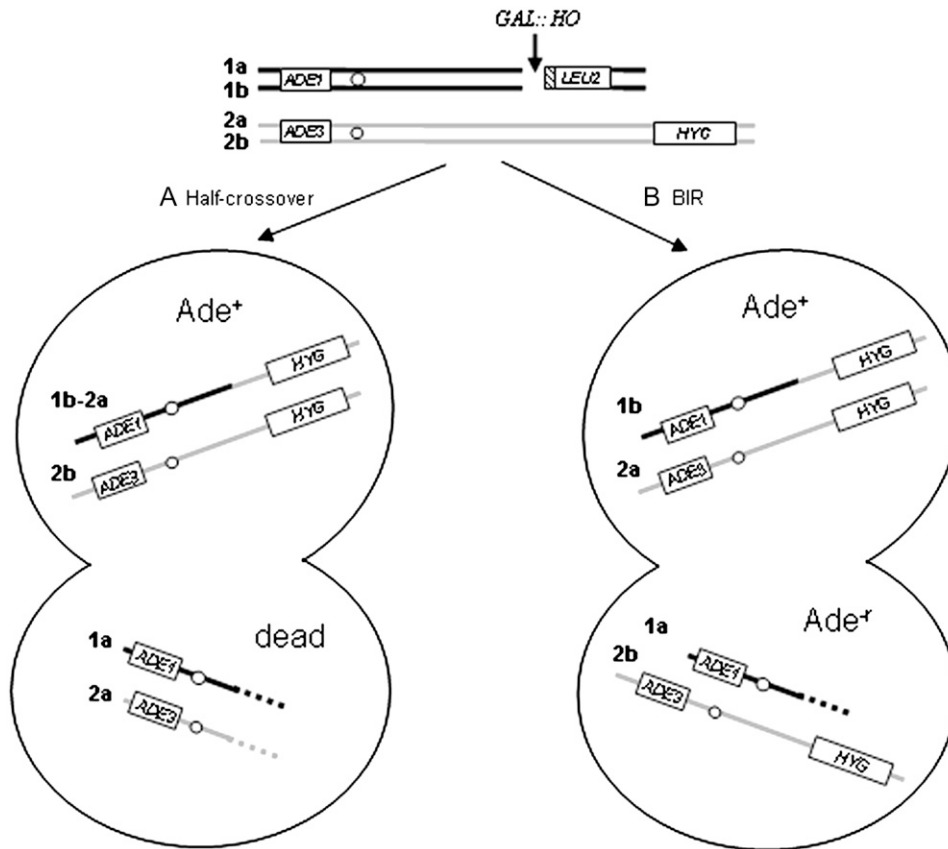 GAL:: HO
1a
1b
ADE1
LEU2
2a
2b
ADE3
HYG
A Half-crossover
B BIR
Ade+
HYG
1b-2a
ADE1
HYG
2b
ADE3
dead
1a
ADE1
2a
ADE3
Ade+
HYG
1b
ADE1
HYG
2a
ADE3
1a
2b
ADE1
ADE3
HYG